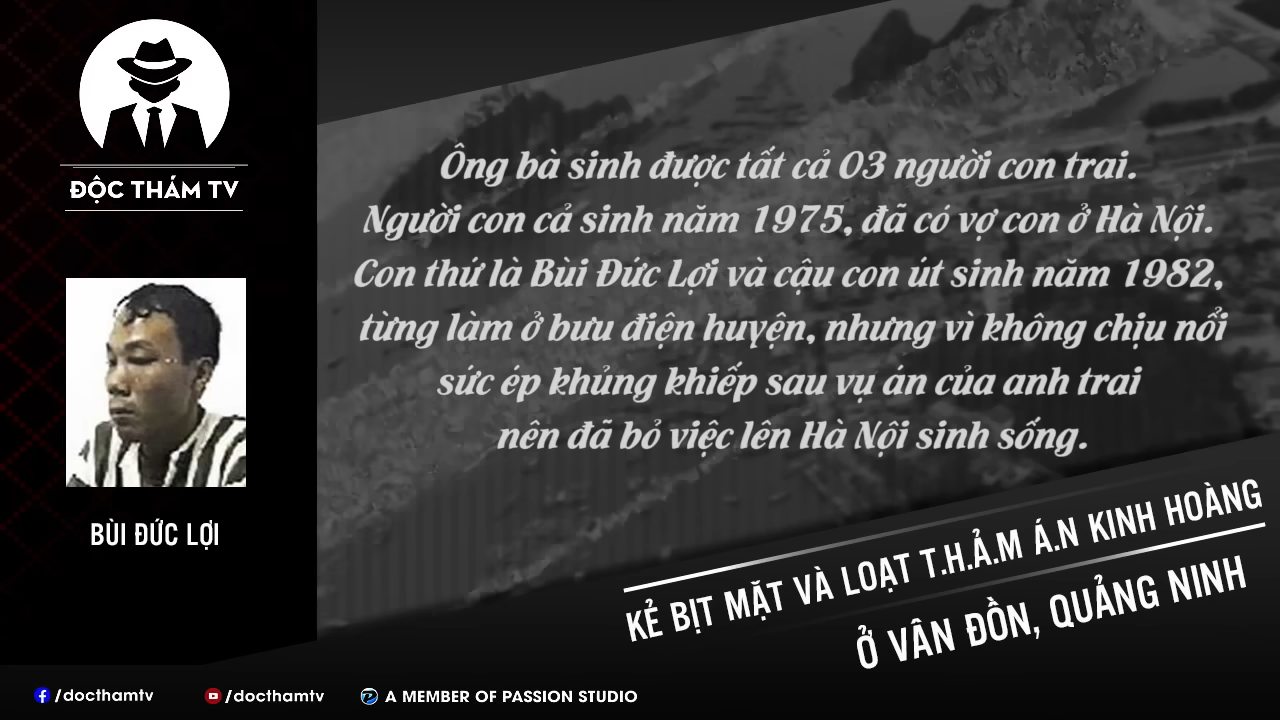 ĐỘC THÁM TV
BÙI ĐỨC LỢI
Ông bà sinh được tất cả 03 người con trai.
Người con cả sinh năm 1975, đã có vợ con ở Hà Nội.
Con thứ là Bùi Đức Lợi và cậu con út sinh năm 1982,
từng làm ở bưu điện huyện, nhưng vì không chịu nổi
sức ép khủng khiếp sau vụ án của anh trai
nên đã bỏ việc lên Hà Nội sinh sống.
KẺ BỊT MẶT VÀ LOẠT T.H.Ả.M Á.N KINH HOÀNG
Ở VÂN ĐỒN, QUẢNG NINH
/docthamtv
/docthamtv
A MEMBER OF PASSION STUDIO